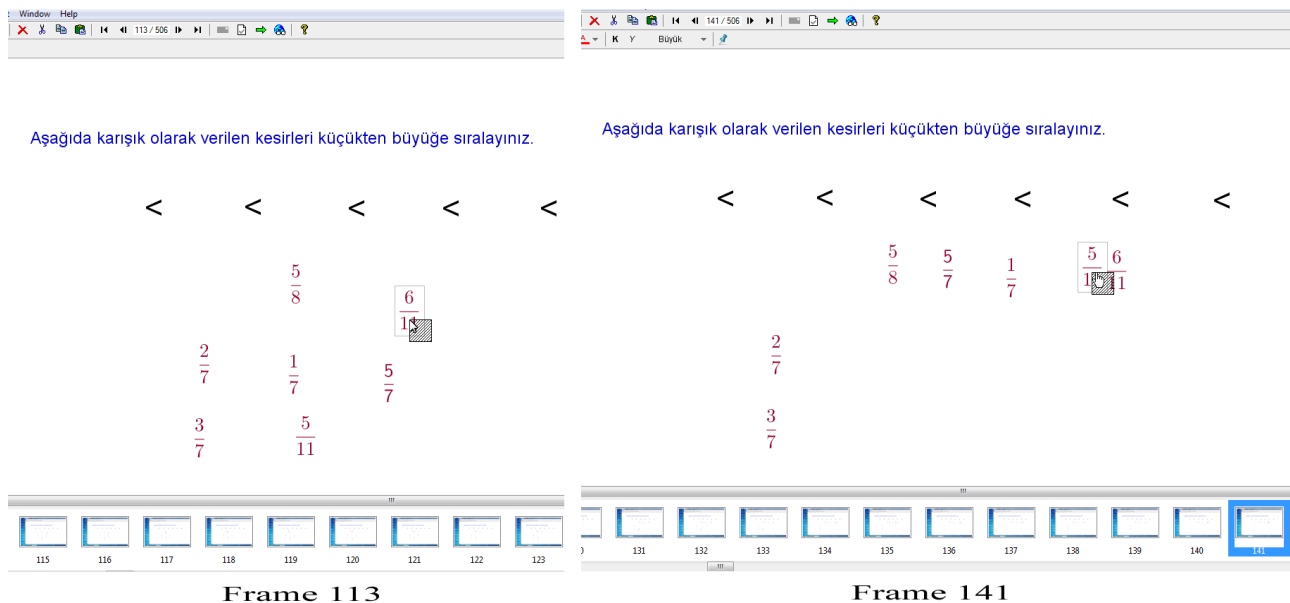 Window Help
113 / 506
Aşağıda karışık olarak verilen kesirleri küçükten büyüğe sıralayınız.
< < < < <
5/8
6/11
2/7 1/7 5/7
3/7 5/11
115 116 117 118 119 120 121 122 123
Frame 113
141 / 506
K Y Büyük
Aşağıda karışık olarak verilen kesirleri küçükten büyüğe sıralayınız.
< < < < < <
5/8 5/7 1/7 5/1 6/11
2/7
3/7
131 132 133 134 135 136 137 138 139 140 141
Frame 141